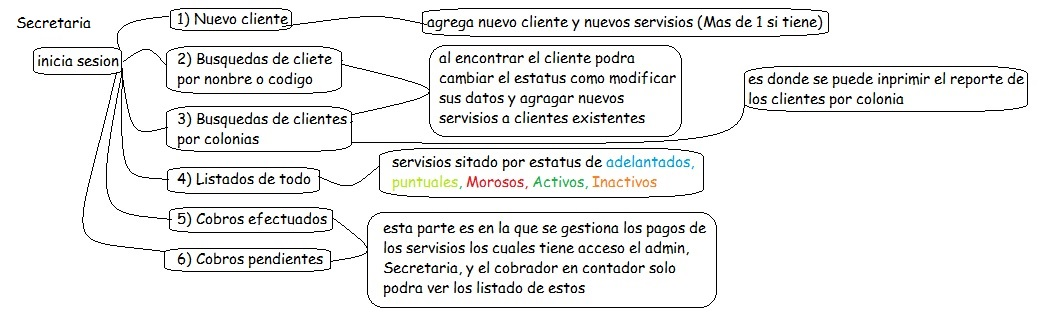 Secretaria
inicia sesion
1) Nuevo cliente
agrega nuevo cliente y nuevos servisios (Mas de 1 si tiene)
2) Busquedas de cliete
por nonbre o codigo
3) Busquedas de clientes
por colonias
al encontrar el cliente podra
cambiar el estatus como modificar
sus datos y agragar nuevos
servisios a clientes existentes
es donde se puede inprimir el reporte de
los clientes por colonia
4) Listados de todo
servisios sitado por estatus de adelantados,
puntuales, Morosos, Activos, Inactivos
5) Cobros efectuados
6) Cobros pendientes
esta parte es en la que se gestiona los pagos de
los servisios los cuales tiene acceso el admin,
Secretaria, y el cobrador en contador solo
podra ver los listado de estos